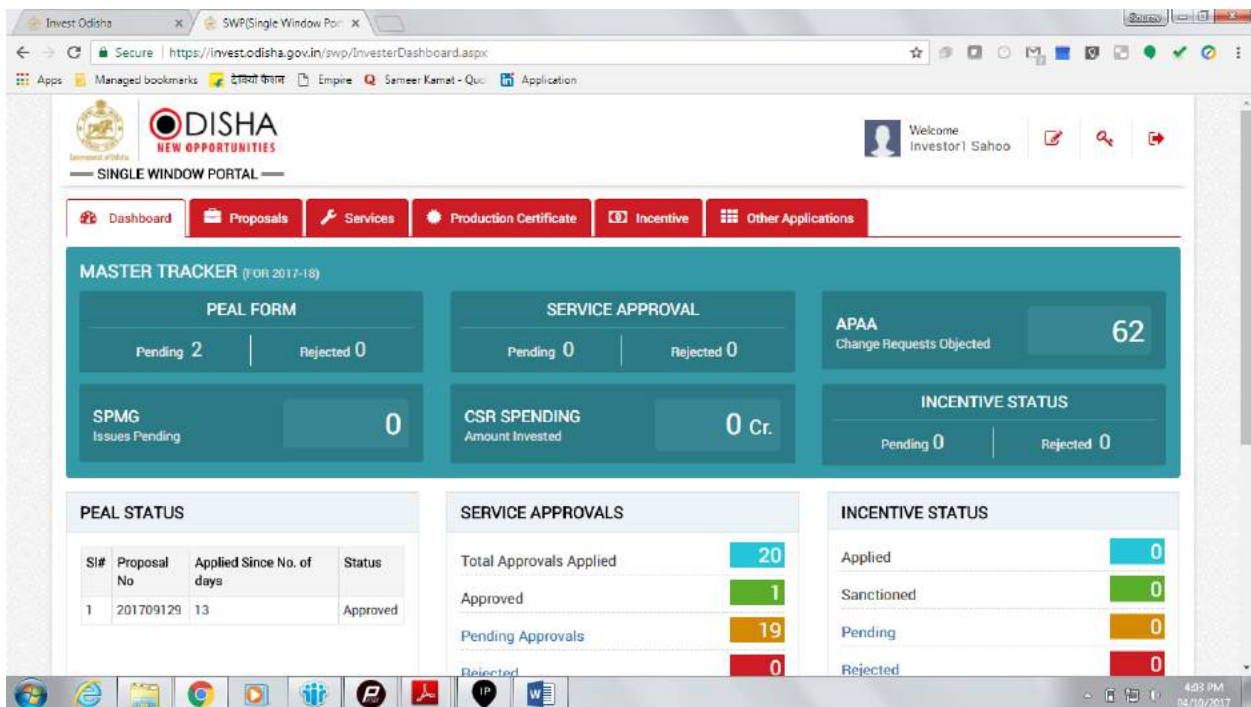 Invest Odisha
SWP(Single Window Por
Secure https://invest.odisha.gov.in/swp/InvesterDashboard.aspx
Apps Managed bookmarks Empire Sameer Kamat - Quo Application
ODISHA
NEW OPPORTUNITIES
Government of Odisha
SINGLE WINDOW PORTAL
Welcome
Investor1 Sahoo
Dashboard Proposals Services Production Certificate Incentive Other Applications
MASTER TRACKER (FOR 2017-18)
PEAL FORM
Pending 2 Rejected 0
SERVICE APPROVAL
Pending 0 Rejected 0
APAA
Change Requests Objected
62
SPMG
Issues Pending
0
CSR SPENDING
Amount Invested
0 Cr.
INCENTIVE STATUS
Pending 0 Rejected 0
PEAL STATUS
Sl# Proposal No Applied Since No. of days Status
1 201709129 13 Approved
SERVICE APPROVALS
Total Approvals Applied 20
Approved 1
Pending Approvals 19
Rejected 0
INCENTIVE STATUS
Applied 0
Sanctioned 0
Pending 0
Rejected 0
4:03 PM
04/10/2017